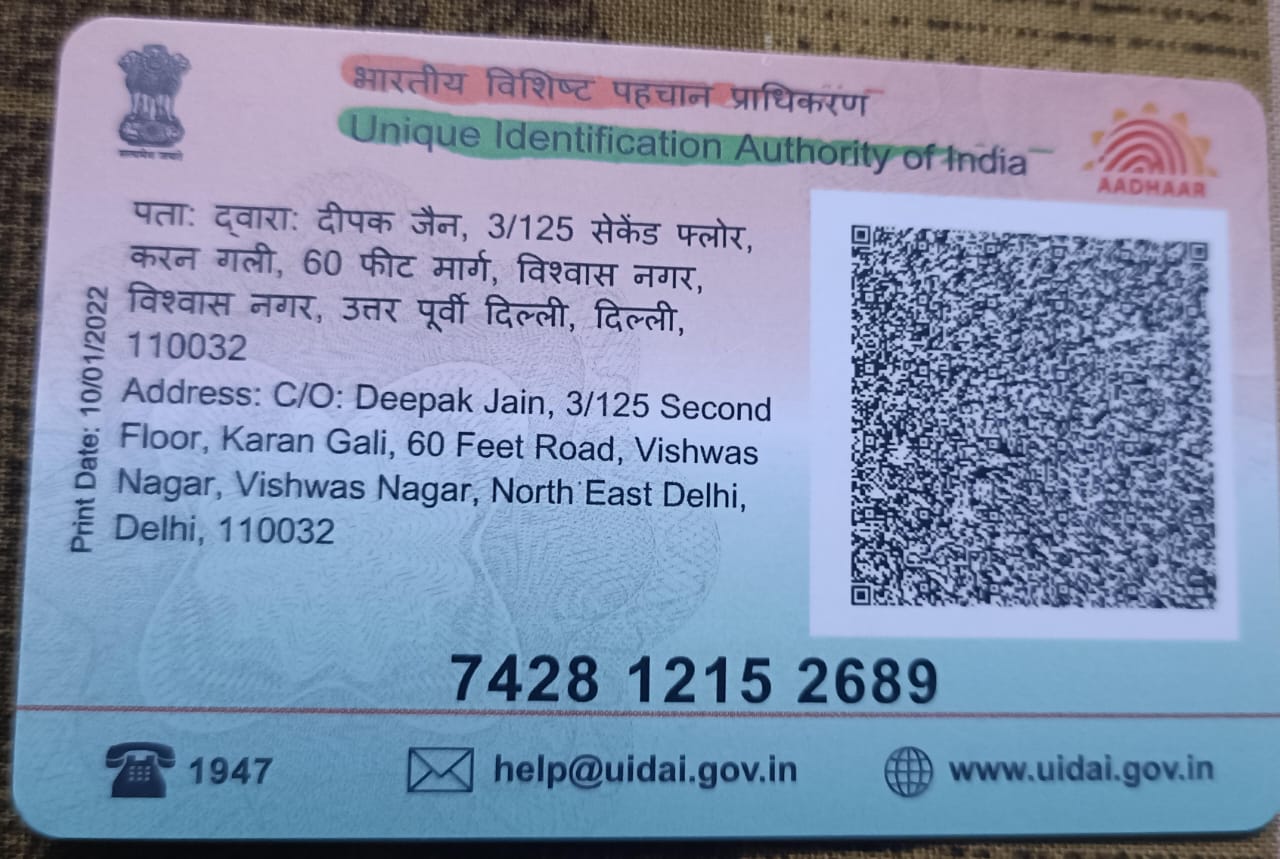 भारतीय विशिष्ट पहचान प्राधिकरण
Unique Identification Authority of India
सत्यमेव जयते
AADHAAR
पता: द्वारा: दीपक जैन, 3/125 सेकेंड फ्लोर,
करन गली, 60 फीट मार्ग, विश्वास नगर,
विश्वास नगर, उत्तर पूर्वी दिल्ली, दिल्ली,
110032
Address: C/O: Deepak Jain, 3/125 Second
Floor, Karan Gali, 60 Feet Road, Vishwas
Nagar, Vishwas Nagar, North East Delhi,
Delhi, 110032
Print Date: 10/01/2022
7428 1215 2689
1947
help@uidai.gov.in
www.uidai.gov.in